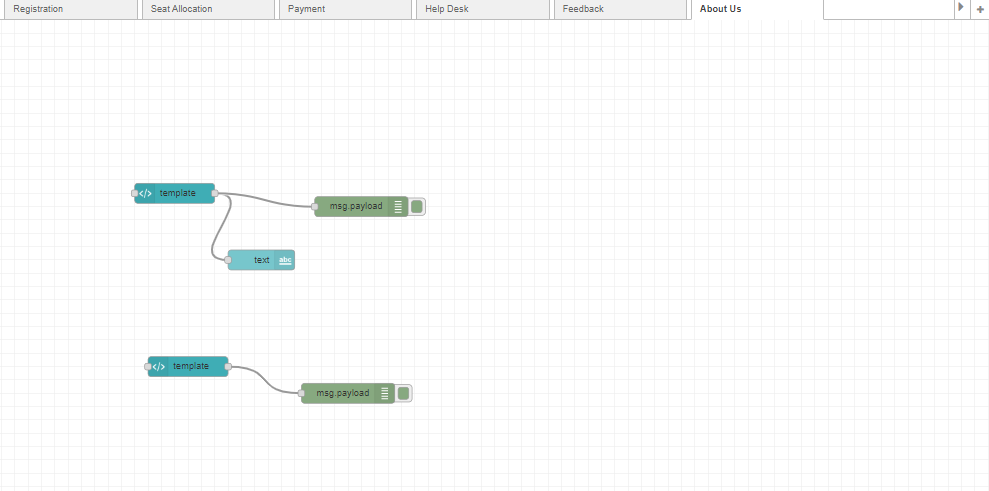 Registration
Seat Allocation
Payment
Help Desk
Feedback
About Us
</> template
msg.payload
text abc
</> template
msg.payload